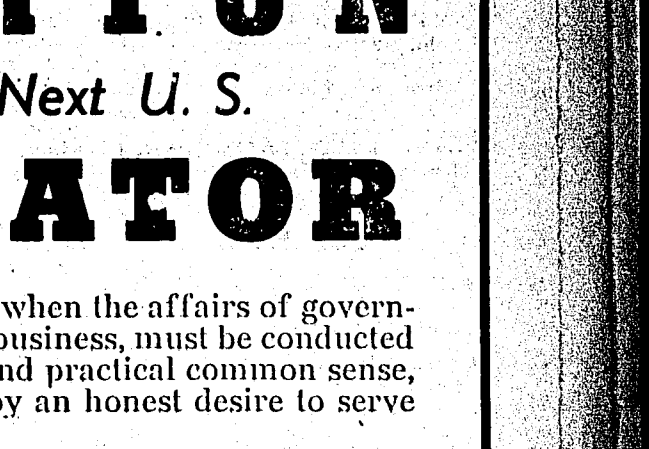 Next U. S.
ATOR
when the affairs of govern-
business, must be conducted
nd practical common sense,
by an honest desire to serve